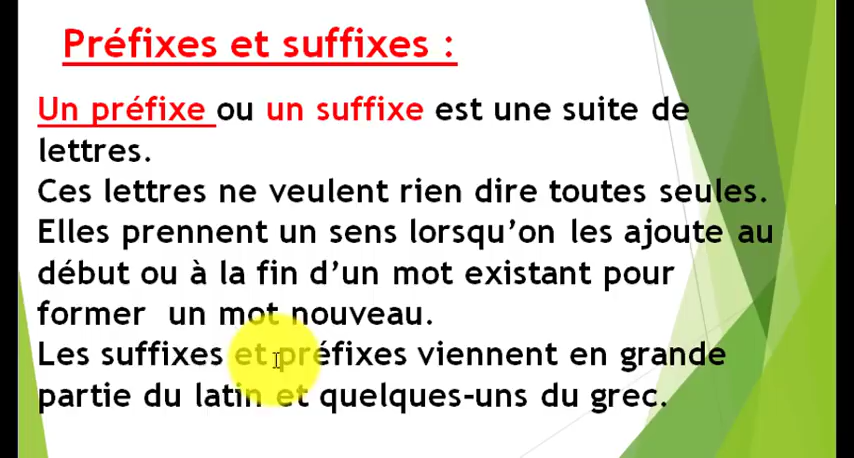 Préfixes et suffixes :
Un préfixe ou un suffixe est une suite de
lettres.
Ces lettres ne veulent rien dire toutes seules.
Elles prennent un sens lorsqu’on les ajoute au
début ou à la fin d’un mot existant pour
former un mot nouveau.
Les suffixes et préfixes viennent en grande
partie du latin et quelques-uns du grec.